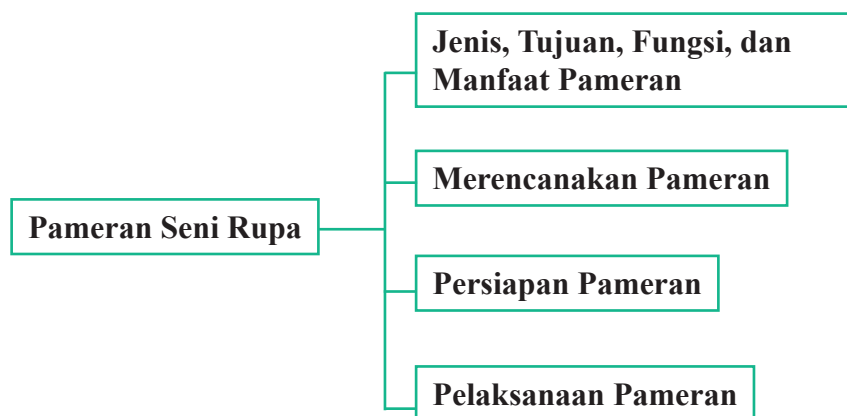 Jenis, Tujuan, Fungsi, dan
Manfaat Pameran
Merencanakan Pameran
Pameran Seni Rupa
Persiapan Pameran
Pelaksanaan Pameran